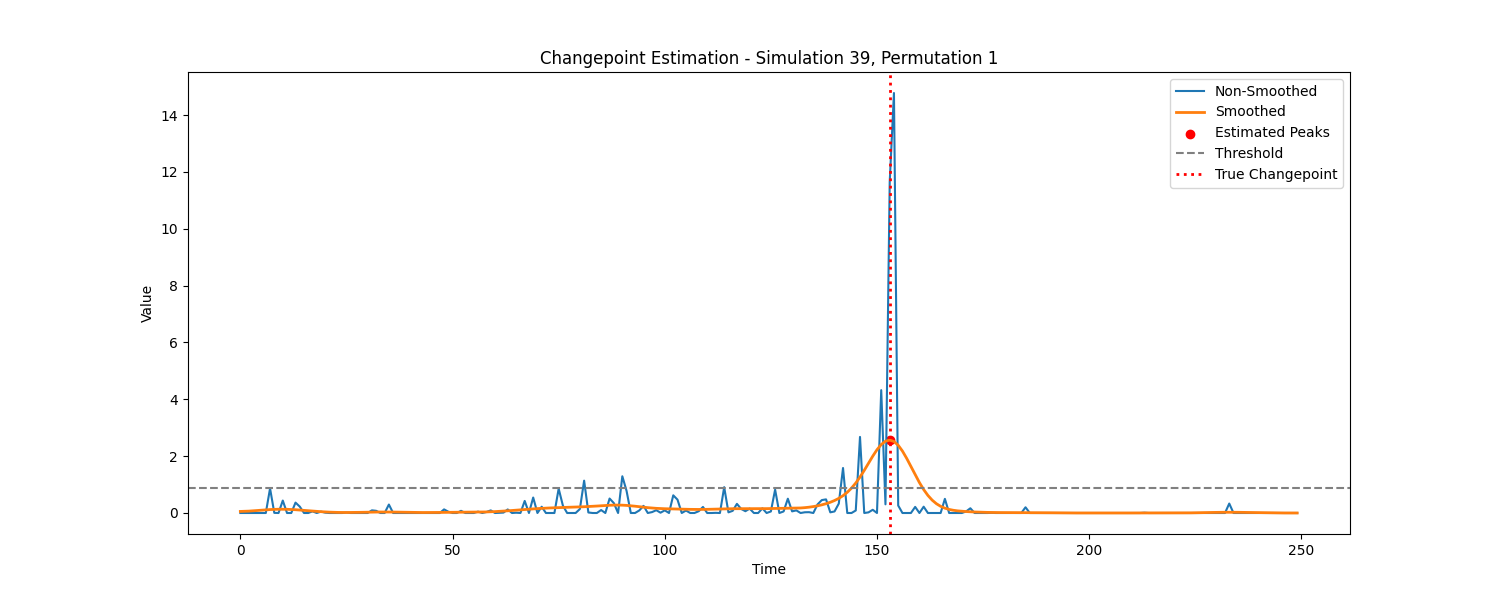 Changepoint Estimation - Simulation 39, Permutation 1
Non-Smoothed
Smoothed
Estimated Peaks
Threshold
True Changepoint
14
12
10
8
6
4
2
0
Value
0 50 100 150 200 250
Time